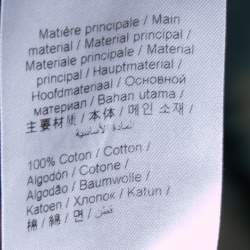 Matière principale / Main
material / Material principal /
Materiale principale / Material
principal / Hauptmaterial /
Hoofdmateriaal / Основной
материал / Bahan utama /
主要材质 / 本体 / 메인 소재 /
المادة الأساسية
100% Coton / Cotton /
Algodón / Cotone /
Algodão / Baumwolle /
Katoen / Хлопок / Katun /
棉 / 綿 / 면 / قطن